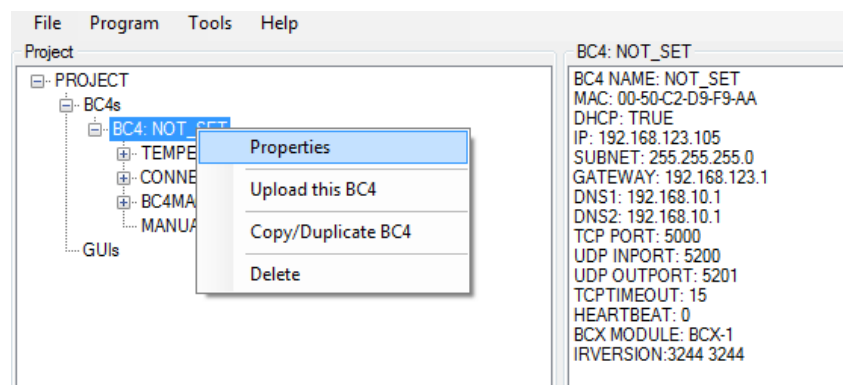 File Program Tools Help
Project
PROJECT
BC4s
BC4: NOT_SET
TEMPE
CONNE
BC4MA
MANUA
GUIs
Properties
Upload this BC4
Copy/Duplicate BC4
Delete
BC4: NOT_SET
BC4 NAME: NOT_SET
MAC: 00-50-C2-D9-F9-AA
DHCP: TRUE
IP: 192.168.123.105
SUBNET: 255.255.255.0
GATEWAY: 192.168.123.1
DNS1: 192.168.10.1
DNS2: 192.168.10.1
TCP PORT: 5000
UDP INPORT: 5200
UDP OUTPORT: 5201
TCPTIMEOUT: 15
HEARTBEAT: 0
BCX MODULE: BCX-1
IRVERSION:3244 3244